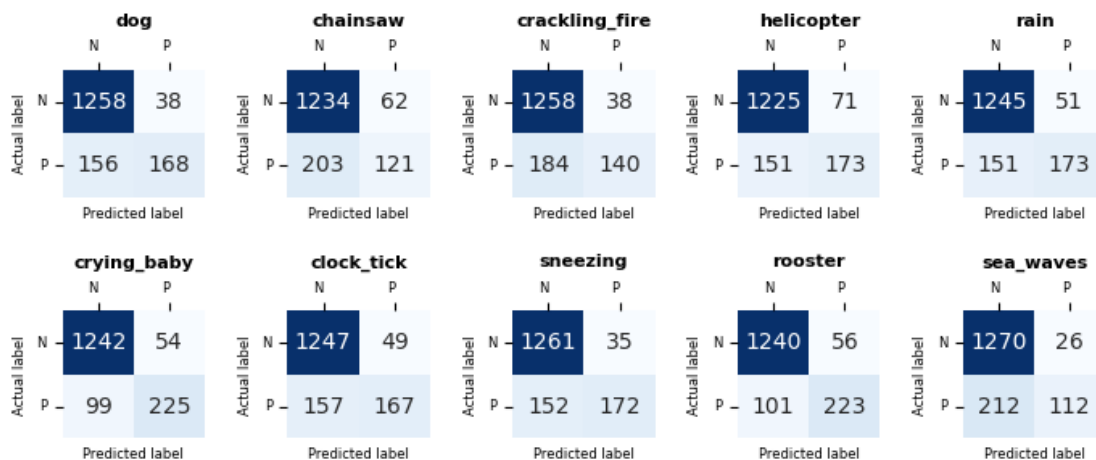 dog chainsaw crackling_fire helicopter rain
N P N P N P N P N P
Actual label N 1258 38 Actual label N 1234 62 Actual label N 1258 38 Actual label N 1225 71 Actual label N 1245 51
P 156 168 P 203 121 P 184 140 P 151 173 P 151 173
Predicted label Predicted label Predicted label Predicted label Predicted label
crying_baby clock_tick sneezing rooster sea_waves
N P N P N P N P N P
Actual label N 1242 54 Actual label N 1247 49 Actual label N 1261 35 Actual label N 1240 56 Actual label N 1270 26
P 99 225 P 157 167 P 152 172 P 101 223 P 212 112
Predicted label Predicted label Predicted label Predicted label Predicted label